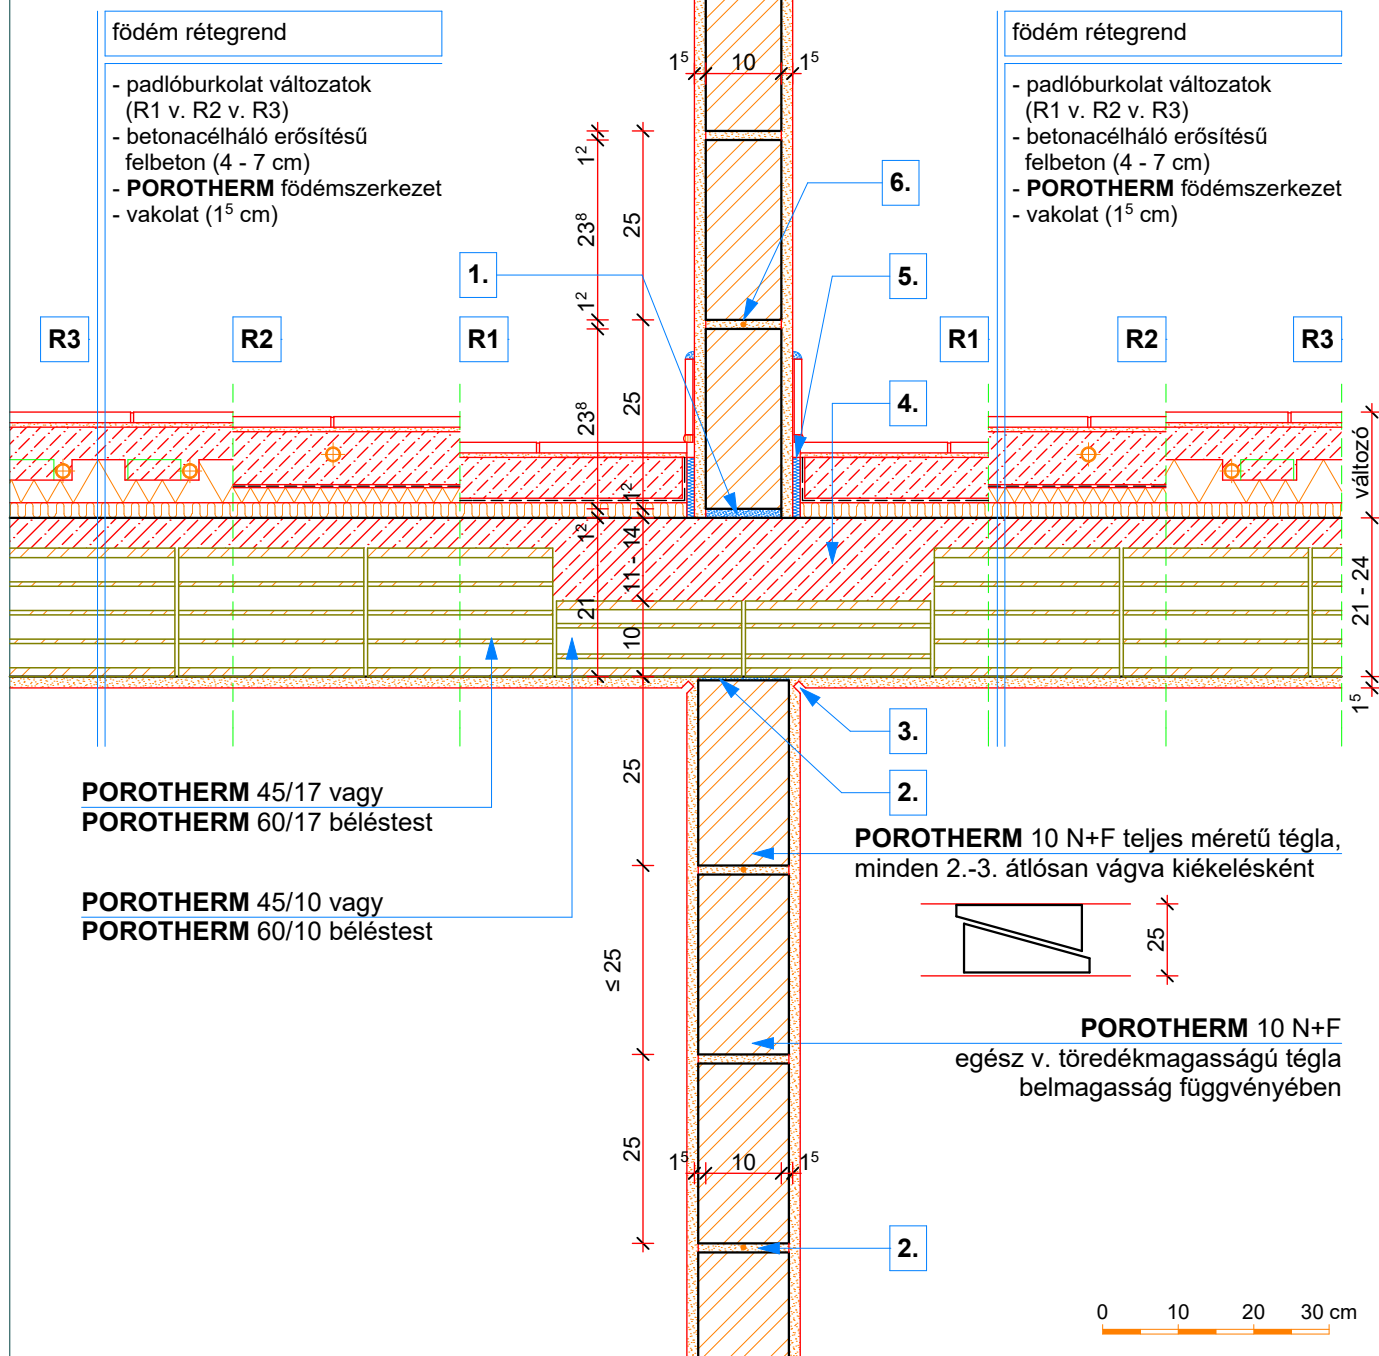 födém rétegrend
- padlóburkolat változatok
(R1 v. R2 v. R3)
- betonacélháló erősítésű
felbeton (4 - 7 cm)
- POROTHERM födémszerkezet
- vakolat (1⁵ cm)
födém rétegrend
- padlóburkolat változatok
(R1 v. R2 v. R3)
- betonacélháló erősítésű
felbeton (4 - 7 cm)
- POROTHERM födémszerkezet
- vakolat (1⁵ cm)
1⁵ 10 1⁵
1²
23⁸
25
1²
23⁸
25
1²
1²
11 - 14
21
10
6.
1.
5.
R3
R2
R1
R1
R2
R3
4.
változó
21 - 24
1⁵
3.
2.
25
POROTHERM 45/17 vagy
POROTHERM 60/17 béléstest
POROTHERM 10 N+F teljes méretű tégla,
minden 2.-3. átlósan vágva kiékelésként
POROTHERM 45/10 vagy
POROTHERM 60/10 béléstest
25
≤ 25
POROTHERM 10 N+F
egész v. töredékmagasságú tégla
belmagasság függvényében
25
1⁵ 10 1⁵
2.
0 10 20 30 cm